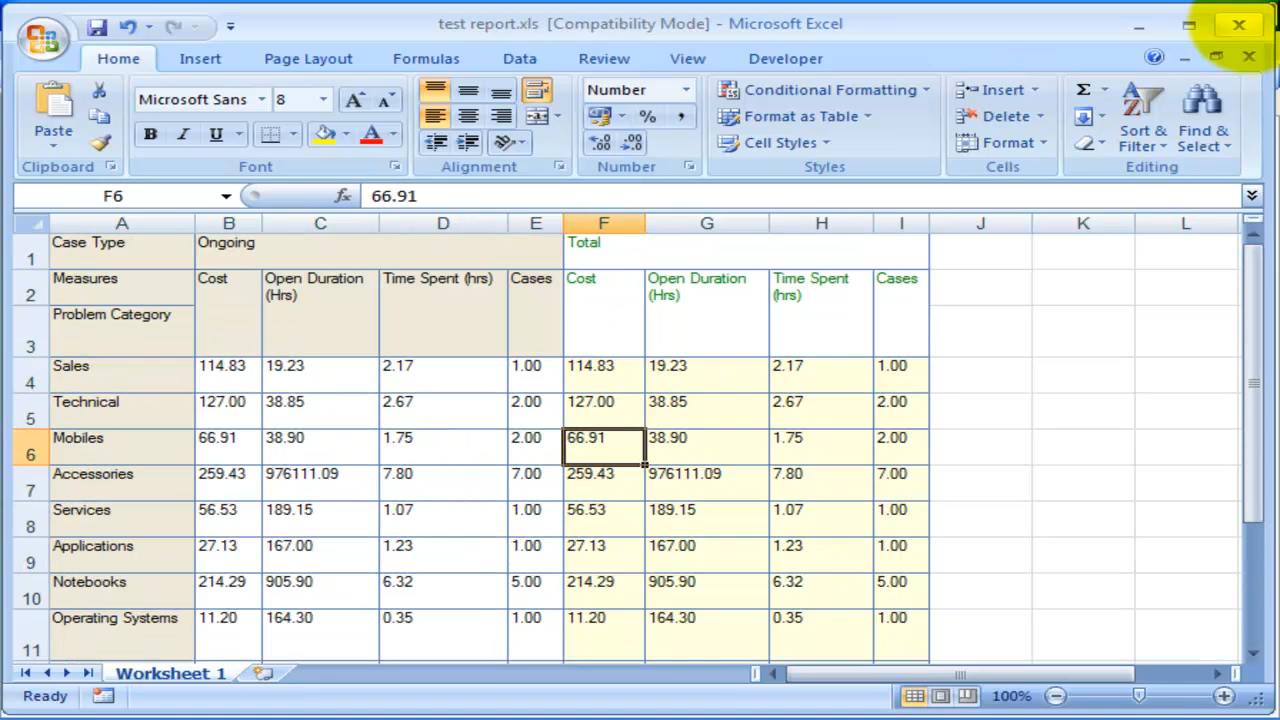 test report.xls [Compatibility Mode] - Microsoft Excel
Home Insert Page Layout Formulas Data Review View Developer
Paste
Clipboard
Microsoft Sans 8
B I U A
Font
Alignment
Number
% ,
Number
Conditional Formatting
Format as Table
Cell Styles
Styles
Insert
Delete
Format
Cells
Σ
Sort & Filter
Find & Select
Editing
F6 fx 66.91
A B C D E F G H I J K L
1 Case Type Ongoing Total
2 Measures Cost Open Duration (Hrs) Time Spent (hrs) Cases Cost Open Duration (Hrs) Time Spent (hrs) Cases
3 Problem Category
4 Sales 114.83 19.23 2.17 1.00 114.83 19.23 2.17 1.00
5 Technical 127.00 38.85 2.67 2.00 127.00 38.85 2.67 2.00
6 Mobiles 66.91 38.90 1.75 2.00 66.91 38.90 1.75 2.00
7 Accessories 259.43 976111.09 7.80 7.00 259.43 976111.09 7.80 7.00
8 Services 56.53 189.15 1.07 1.00 56.53 189.15 1.07 1.00
9 Applications 27.13 167.00 1.23 1.00 27.13 167.00 1.23 1.00
10 Notebooks 214.29 905.90 6.32 5.00 214.29 905.90 6.32 5.00
11 Operating Systems 11.20 164.30 0.35 1.00 11.20 164.30 0.35 1.00
Worksheet 1
Ready 100%